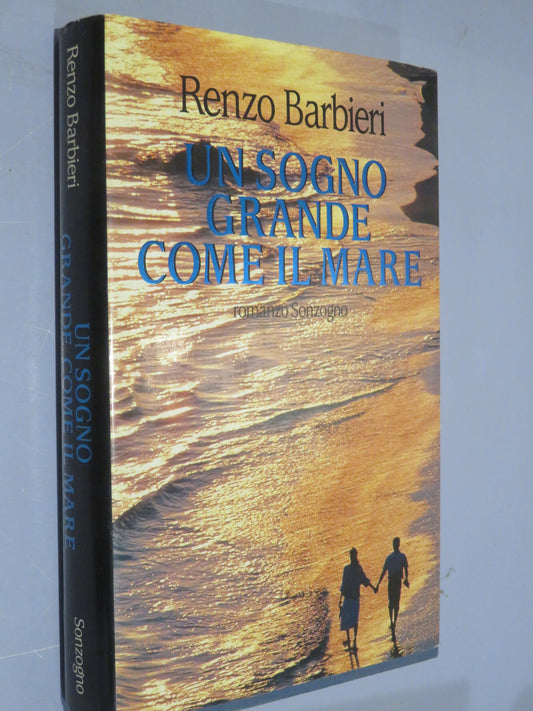 Renzo Barbieri
UN SOGNO
GRANDE
COME IL MARE
romanzo Sonzogno
Renzo Barbieri
UN SOGNO
GRANDE COME IL MARE
Sonzogno